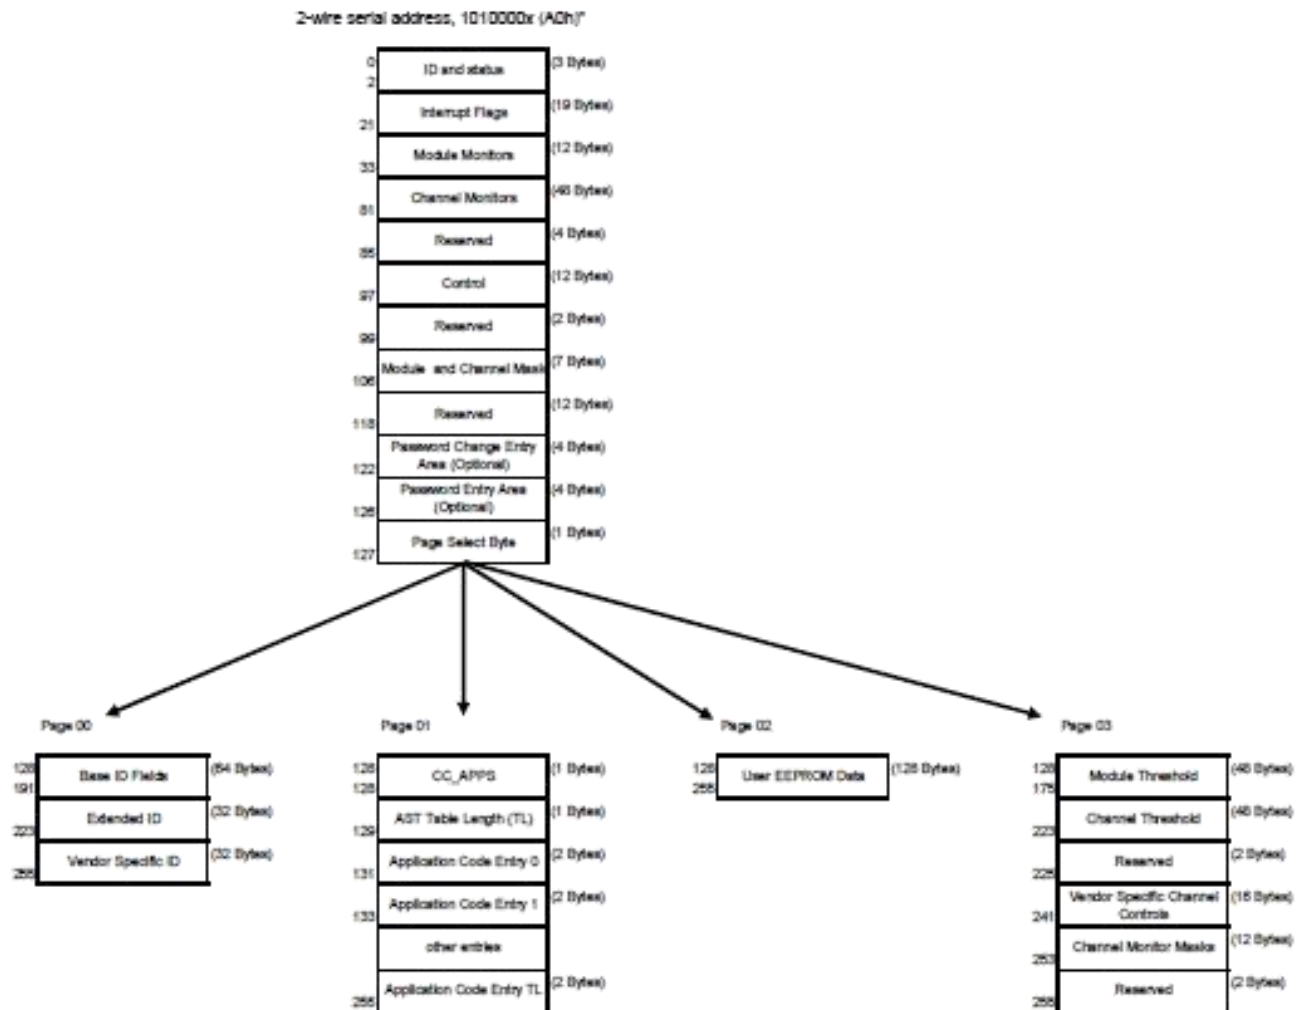 2-wire serial address, 1010000x (A0h)"
0
2
ID and status
(3 Bytes)
21
Interrupt Flags
(19 Bytes)
33
Module Monitors
(12 Bytes)
81
Channel Monitors
(48 Bytes)
85
Reserved
(4 Bytes)
97
Control
(12 Bytes)
99
Reserved
(2 Bytes)
106
Module and Channel Mask
(7 Bytes)
118
Reserved
(12 Bytes)
122
Password Change Entry
Area (Optional)
(4 Bytes)
126
Password Entry Area
(Optional)
(4 Bytes)
127
Page Select Byte
(1 Bytes)
Page 00
128
191
Base ID Fields
(64 Bytes)
223
Extended ID
(32 Bytes)
255
Vendor Specific ID
(32 Bytes)
Page 01
128
128
CC_APPS
(1 Bytes)
129
AST Table Length (TL)
(1 Bytes)
131
Application Code Entry 0
(2 Bytes)
133
Application Code Entry 1
(2 Bytes)
other entries
255
Application Code Entry TL
(2 Bytes)
Page 02
128
255
User EEPROM Data
(128 Bytes)
Page 03
128
175
Module Threshold
(48 Bytes)
223
Channel Threshold
(48 Bytes)
225
Reserved
(2 Bytes)
241
Vendor Specific Channel
Controls
(16 Bytes)
253
Channel Monitor Masks
(12 Bytes)
255
Reserved
(2 Bytes)